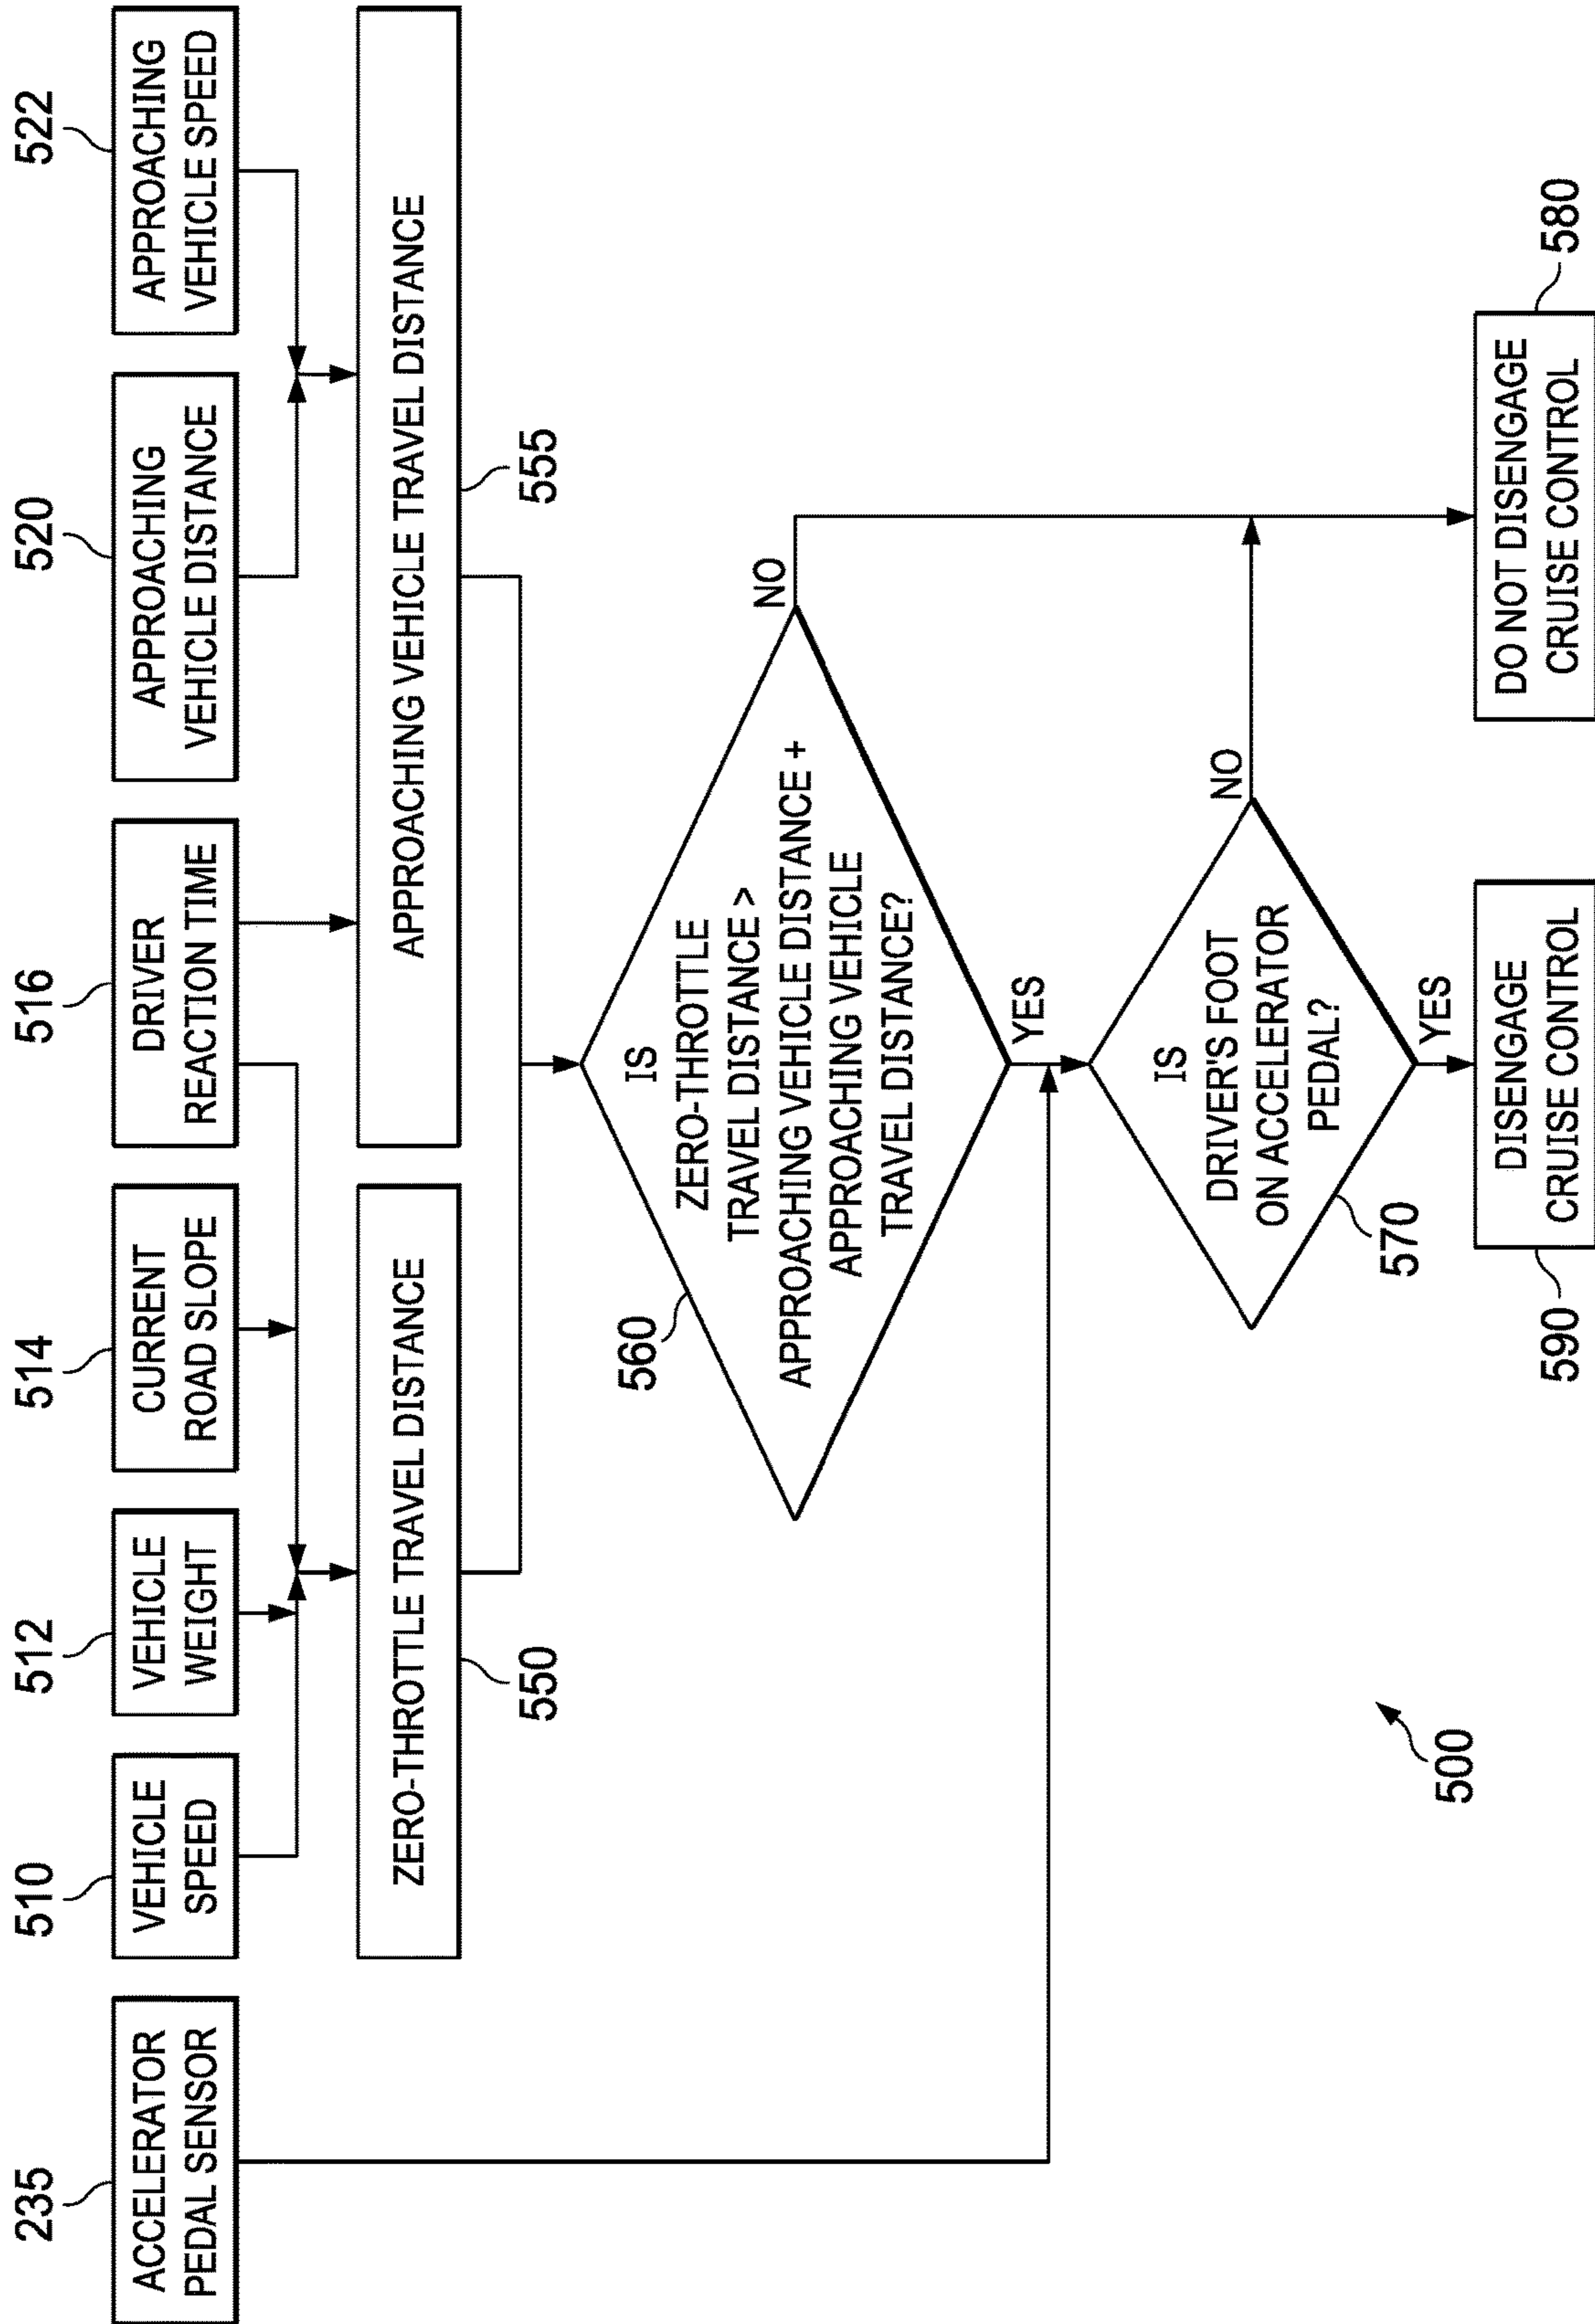 235
ACCELERATOR
PEDAL SENSOR
510
VEHICLE
SPEED
512
VEHICLE
WEIGHT
514
CURRENT
ROAD SLOPE
516
DRIVER
REACTION TIME
520
APPROACHING
VEHICLE DISTANCE
522
APPROACHING
VEHICLE SPEED
ZERO-THROTTLE TRAVEL DISTANCE
550
APPROACHING VEHICLE TRAVEL DISTANCE
555
560
IS
ZERO-THROTTLE
TRAVEL DISTANCE >
APPROACHING VEHICLE DISTANCE +
APPROACHING VEHICLE
TRAVEL DISTANCE?
NO
YES
IS
DRIVER'S FOOT
ON ACCELERATOR
PEDAL?
570
NO
YES
590
DISENGAGE
CRUISE CONTROL
DO NOT DISENGAGE
CRUISE CONTROL
580
500